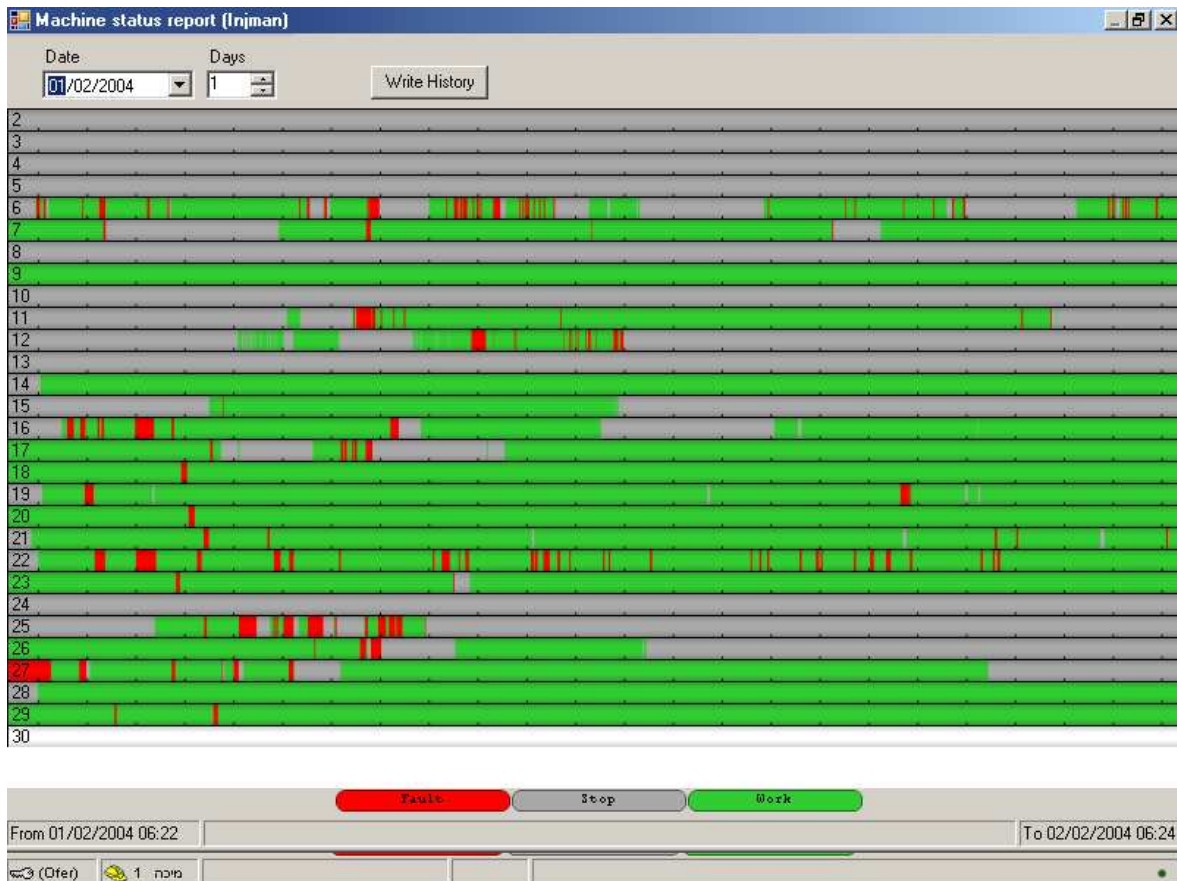 Machine status report (Injman)
Date
Days
01/02/2004
1
Write History
2
3
4
5
6
7
8
9
10
11
12
13
14
15
16
17
18
19
20
21
22
23
24
25
26
27
28
29
30
Fault
Stop
Work
From 01/02/2004 06:22
To 02/02/2004 06:24
(Ofer)
1 מיכה